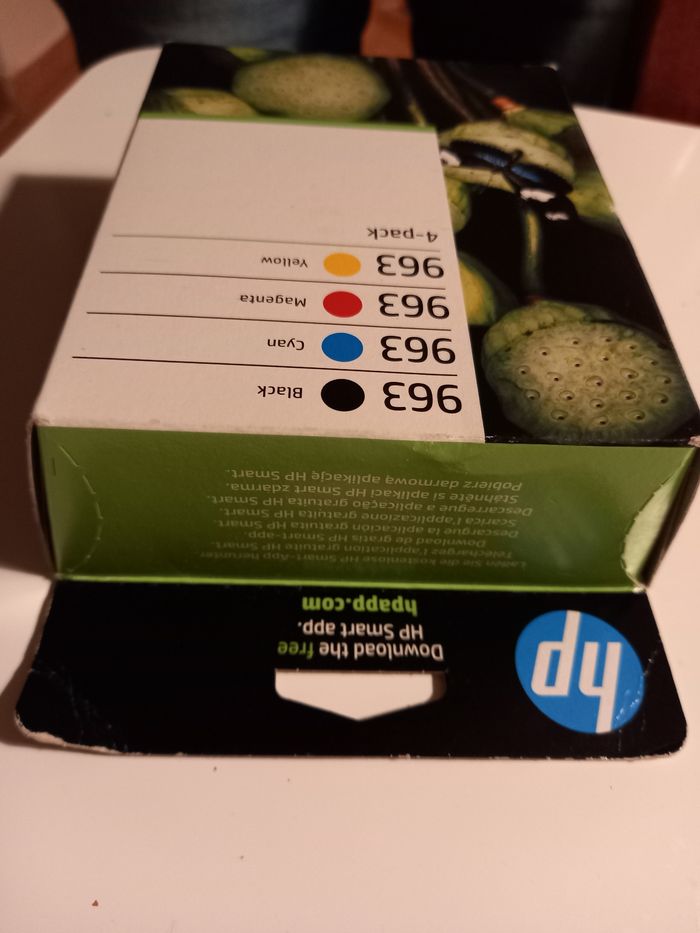 hp
Download the free
HP Smart app.
hpapp.com
Laden Sie die kostenlose HP Smart-App herunter.
Téléchargez l'application gratuite HP Smart.
Download de gratis HP Smart-app.
Descargue la aplicación gratuita HP Smart.
Scarica l'applicazione gratuita HP Smart.
Descarregue a aplicação gratuita HP Smart.
Stáhněte si aplikaci HP Smart zdarma.
Pobierz darmową aplikację HP Smart.
963 Black
963 Cyan
963 Magenta
963 Yellow
4-pack